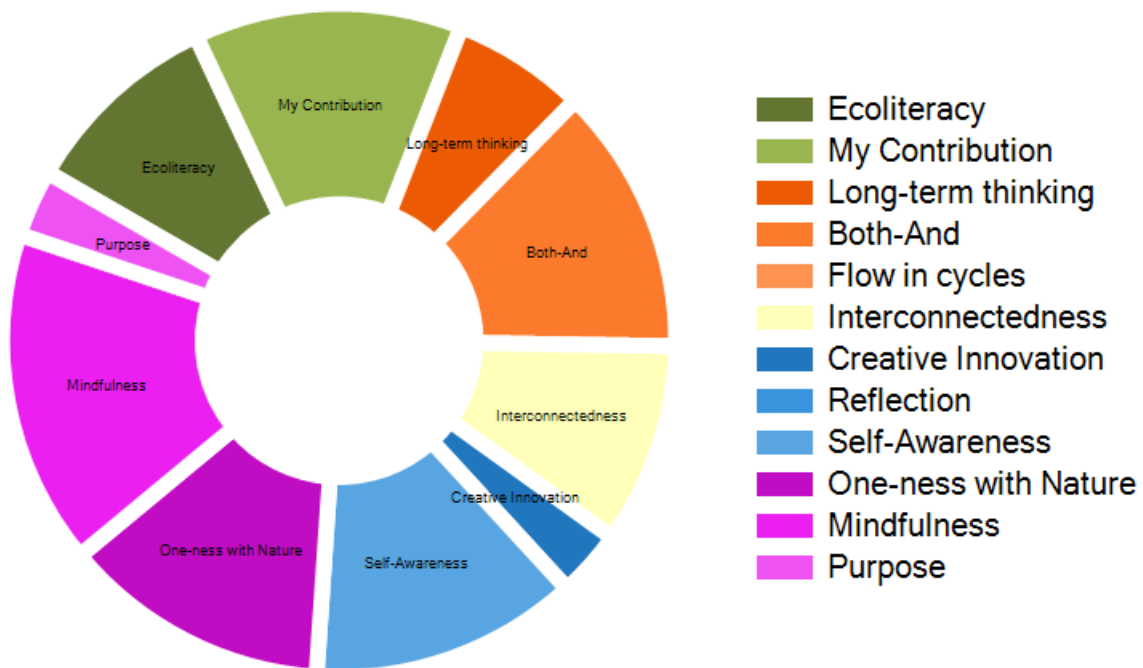 My Contribution
Long-term thinking
Ecoliteracy
Purpose
Both-And
Mindfulness
Interconnectedness
Creative Innovation
One-ness with Nature
Self-Awareness
Ecoliteracy
My Contribution
Long-term thinking
Both-And
Flow in cycles
Interconnectedness
Creative Innovation
Reflection
Self-Awareness
One-ness with Nature
Mindfulness
Purpose